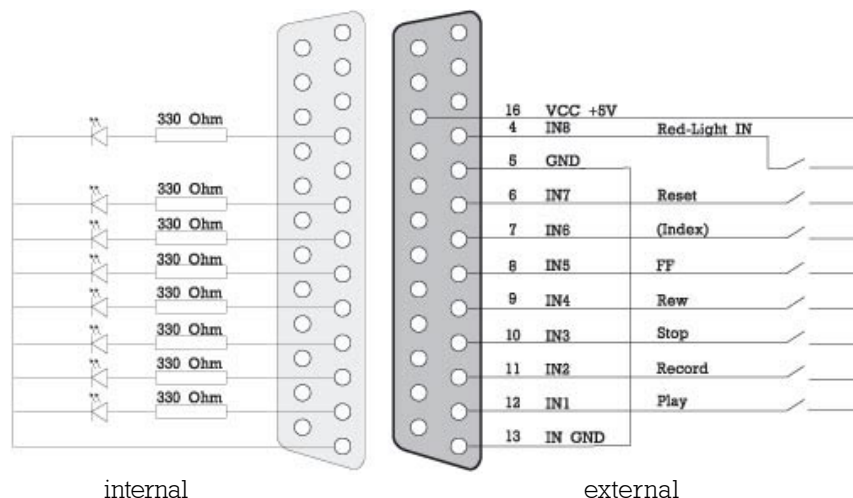 330 Ohm
330 Ohm
330 Ohm
330 Ohm
330 Ohm
330 Ohm
330 Ohm
330 Ohm
internal
16 VCC +5V
4 IN8 Red-Light IN
5 GND
6 IN7 Reset
7 IN6 (Index)
8 IN5 FF
9 IN4 Rew
10 IN3 Stop
11 IN2 Record
12 IN1 Play
13 IN GND
external